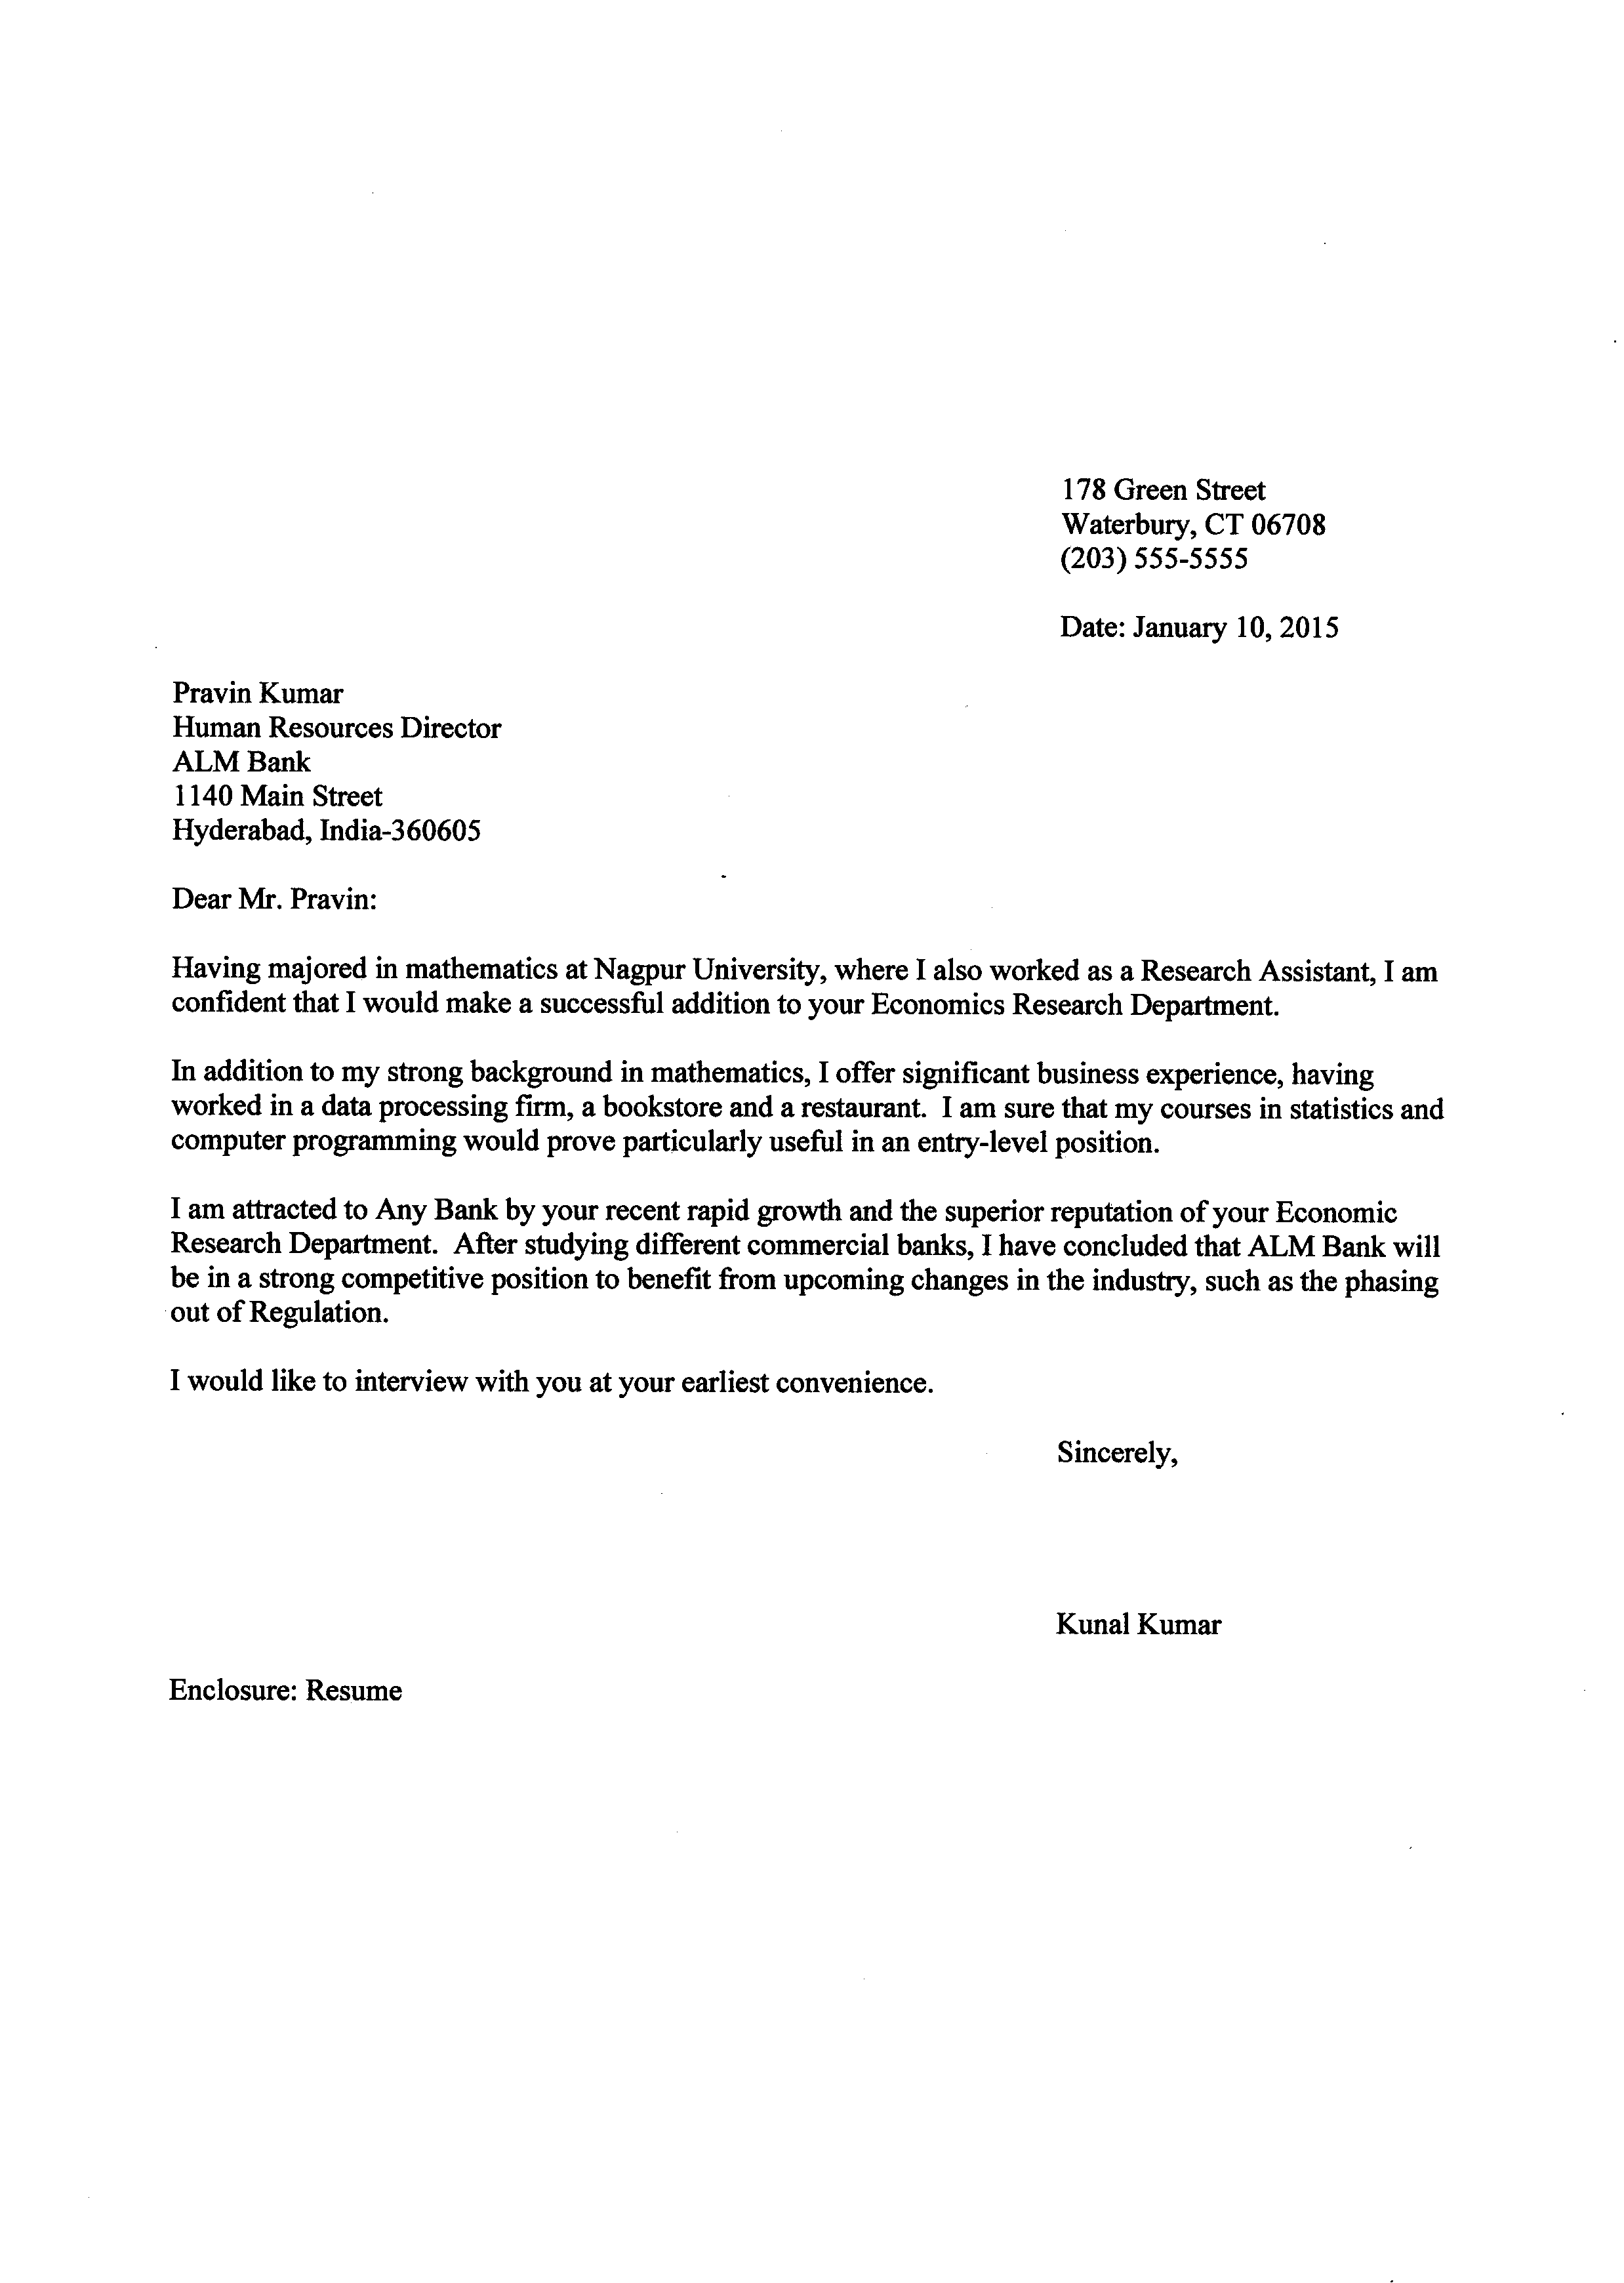 178 Green Street
Waterbury, CT 06708
(203) 555-5555
Date: January 10, 2015
Pravin Kumar
Human Resources Director
ALM Bank
1140 Main Street
Hyderabad, India-360605
Dear Mr. Pravin:
Having majored in mathematics at Nagpur University, where I also worked as a Research Assistant, I am
confident that I would make a successful addition to your Economics Research Department.
In addition to my strong background in mathematics, I offer significant business experience, having
worked in a data processing firm, a bookstore and a restaurant.  I am sure that my courses in statistics and
computer programming would prove particularly useful in an entry-level position.
I am attracted to Any Bank by your recent rapid growth and the superior reputation of your Economic
Research Department.  After studying different commercial banks, I have concluded that ALM Bank will
be in a strong competitive position to benefit from upcoming changes in the industry, such as the phasing
out of Regulation.
I would like to interview with you at your earliest convenience.
Sincerely,
Kunal Kumar
Enclosure: Resume